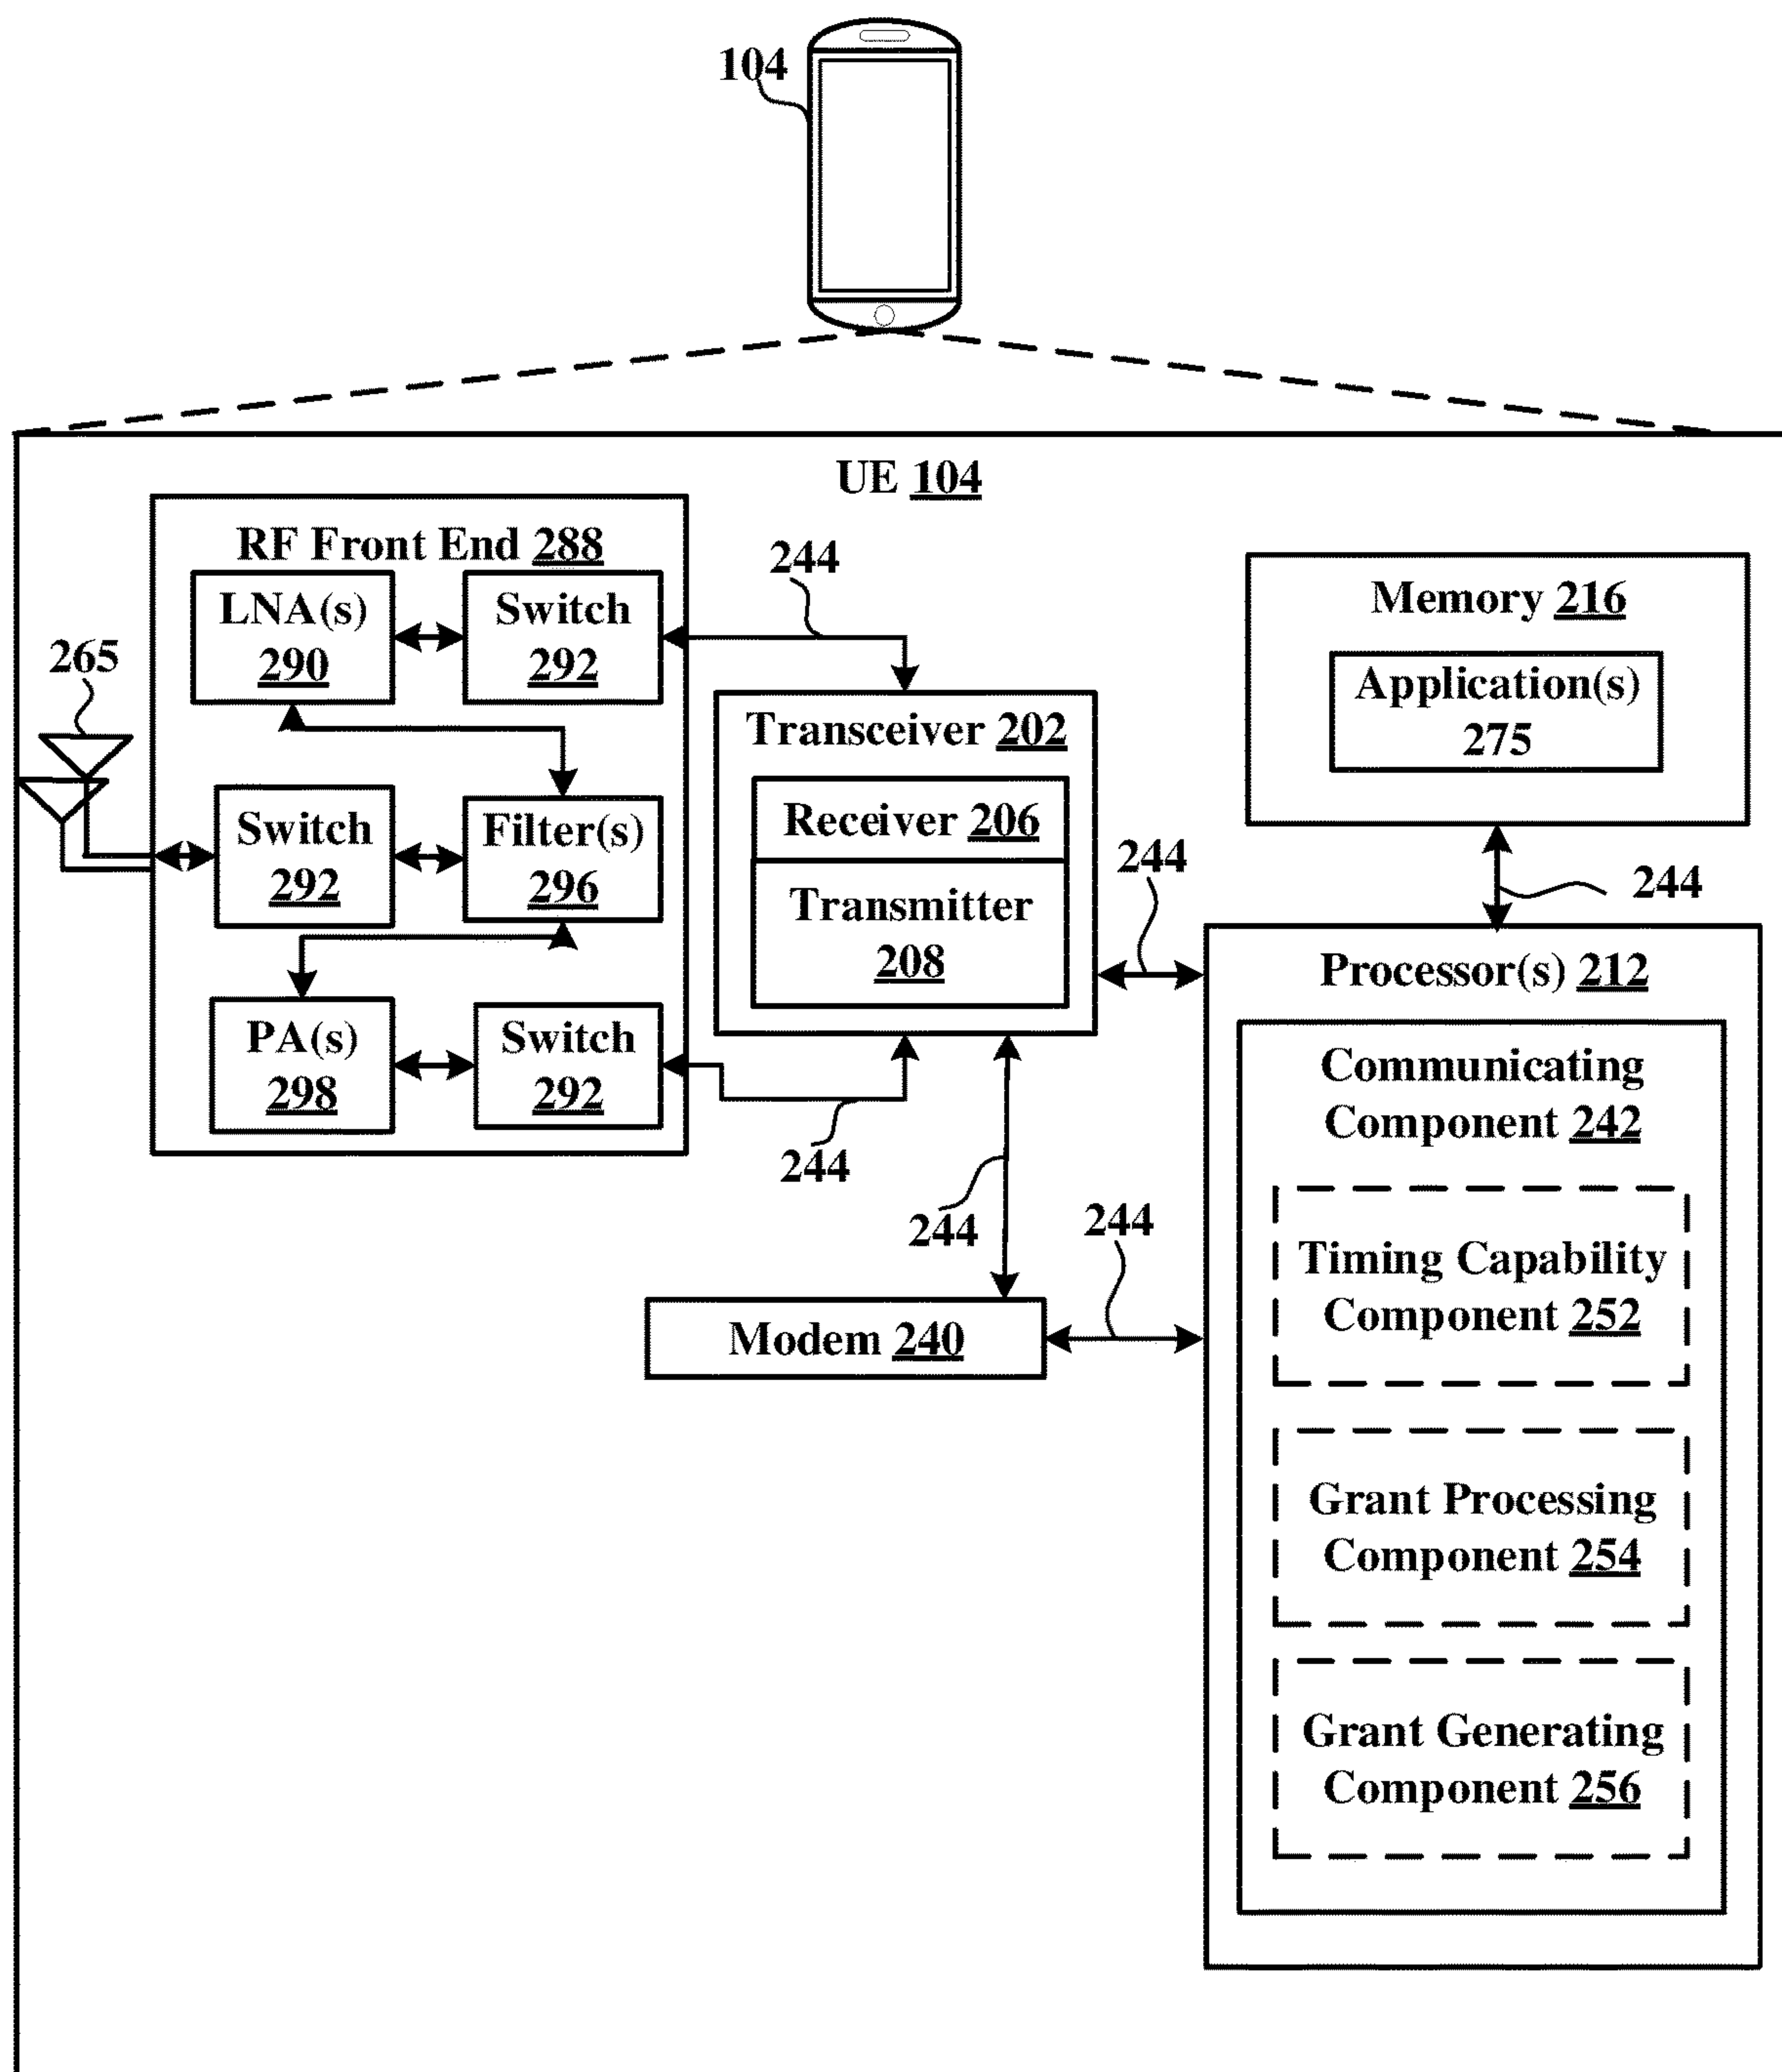 104
UE 104
RF Front End 288
LNA(s)
290
Switch
292
244
265
Switch
292
Filter(s)
296
PA(s)
298
Switch
292
244
Transceiver 202
Receiver 206
Transmitter
208
244
244
Modem 240
244
Memory 216
Application(s)
275
244
Processor(s) 212
Communicating
Component 242
Timing Capability
Component 252
Grant Processing
Component 254
Grant Generating
Component 256